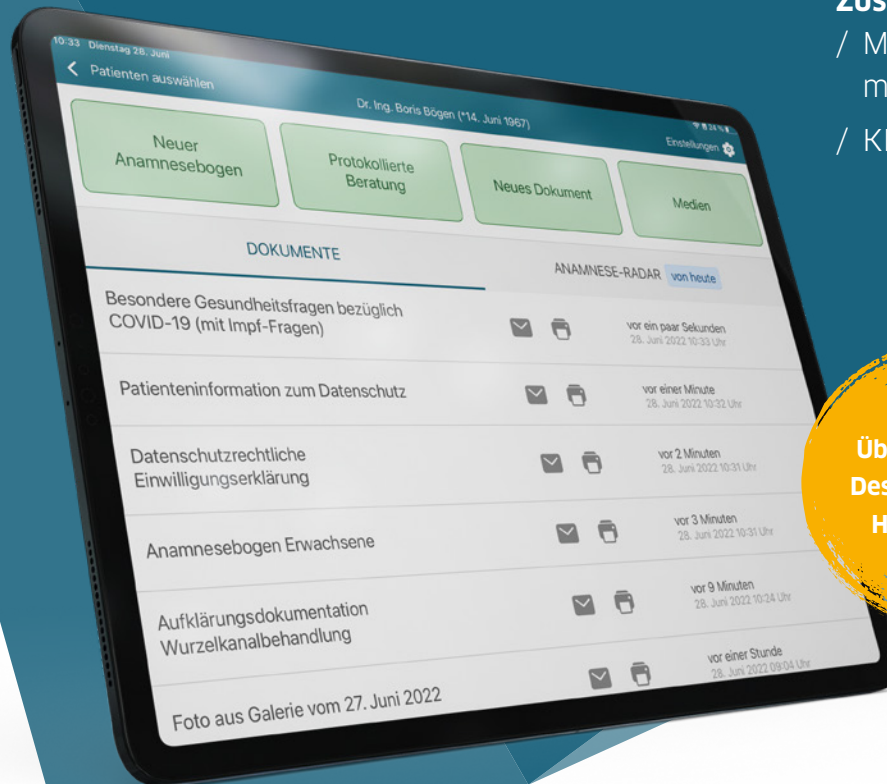 10:33 Dienstag 28. Juni
Patienten auswählen
Dr. Ing. Boris Bögen (*14. Juni 1967)
Einstellungen
Neuer
Anamnesebogen
Protokollierte
Beratung
Neues Dokument
Medien
DOKUMENTE
ANAMNESE-RADAR von heute
Besondere Gesundheitsfragen bezüglich
COVID-19 (mit Impf-Fragen)
vor ein paar Sekunden
28. Juni 2022 10:33 Uhr
Patienteninformation zum Datenschutz
vor einer Minute
28. Juni 2022 10:32 Uhr
Datenschutzrechtliche
Einwilligungserklärung
vor 2 Minuten
28. Juni 2022 10:31 Uhr
Anamnesebogen Erwachsene
vor 3 Minuten
28. Juni 2022 10:31 Uhr
Aufklärungsdokumentation
Wurzelkanalbehandlung
vor 9 Minuten
28. Juni 2022 10:24 Uhr
Foto aus Galerie vom 27. Juni 2022
vor einer Stunde
28. Juni 2022 09:04 Uhr
/ M
m
/ K
Üb
Des
H